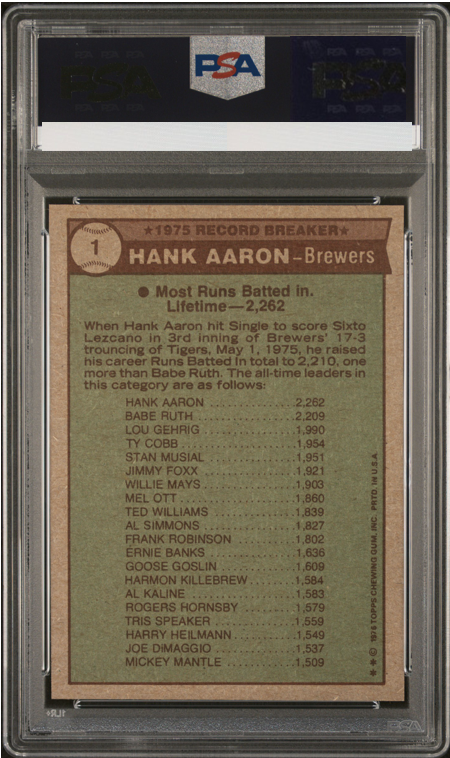 PSA
★1975 RECORD BREAKER★
1
HANK AARON – Brewers
● Most Runs Batted in.
Lifetime—2,262
When Hank Aaron hit Single to score Sixto
Lezcano in 3rd inning of Brewers' 17-3
trouncing of Tigers, May 1, 1975, he raised
his career Runs Batted In total to 2,210, one
more than Babe Ruth. The all-time leaders in
this category are as follows:
HANK AARON ..............2,262
BABE RUTH ...............2,209
LOU GEHRIG ..............1,990
TY COBB .................1,954
STAN MUSIAL .............1,951
JIMMY FOXX ..............1,921
WILLIE MAYS .............1,903
MEL OTT .................1,860
TED WILLIAMS ............1,839
AL SIMMONS ..............1,827
FRANK ROBINSON ..........1,802
ERNIE BANKS .............1,636
GOOSE GOSLIN ............1,609
HARMON KILLEBREW ........1,584
AL KALINE ...............1,583
ROGERS HORNSBY ..........1,579
TRIS SPEAKER ............1,559
HARRY HEILMANN ..........1,549
JOE DIMAGGIO ............1,537
MICKEY MANTLE ...........1,509
✱ ✱ © 1976 TOPPS CHEWING GUM, INC. PRTD. IN U.S.A.
PSA